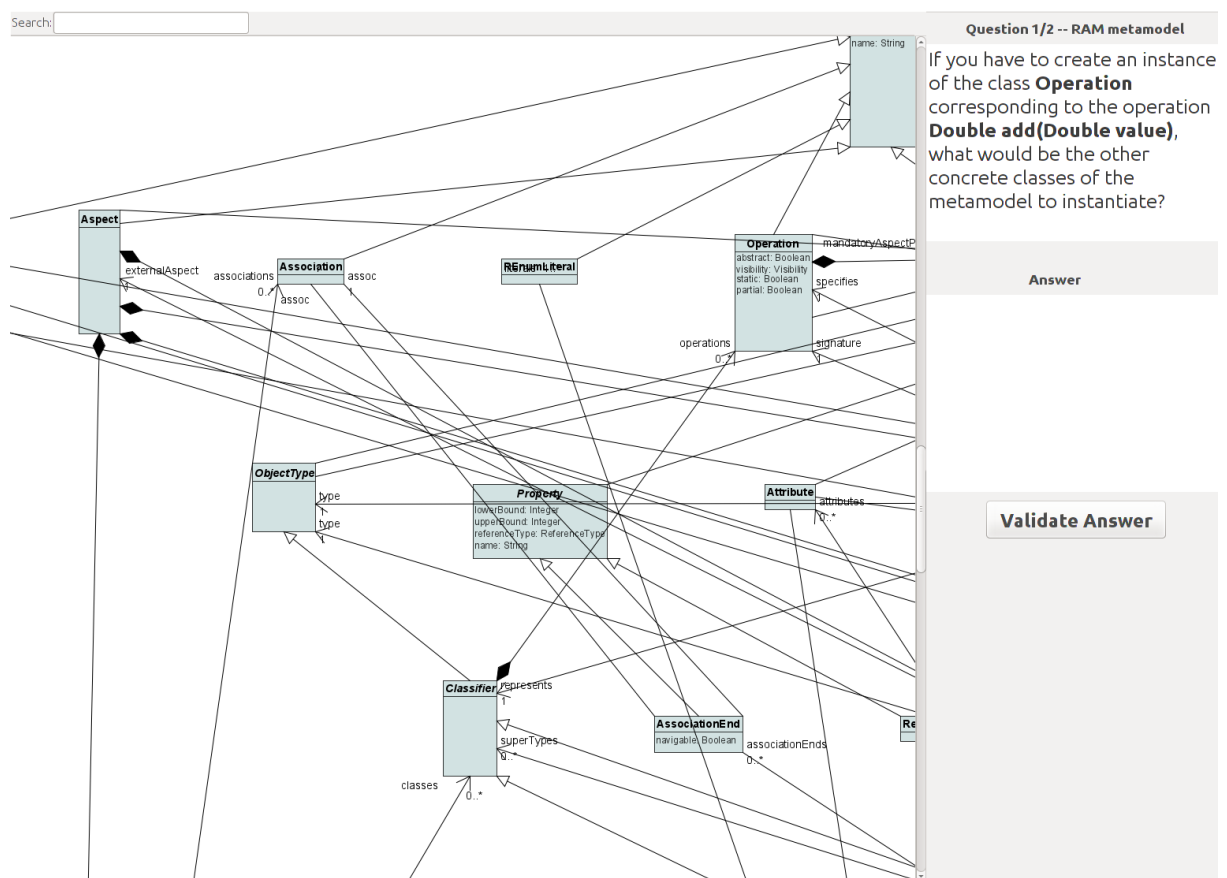 Search:
Question 1/2 -- RAM metamodel
If you have to create an instance
of the class Operation
corresponding to the operation
Double add(Double value),
what would be the other
concrete classes of the
metamodel to instantiate?
Answer
Validate Answer
name: String
Aspect
externalAspect
1
associations
0..*
Association
assoc
1
assoc
REnumLiteral
Operation
abstract: Boolean
visibility: Visibility
static: Boolean
partial: Boolean
mandatoryAspectP
specifies
1
operations
0..*
signature
1
ObjectType
type
1
type
1
Property
lowerBound: Integer
upperBound: Integer
referenceType: ReferenceType
name: String
Attribute
attributes
0..*
Classifier
represents
1
superTypes
0..*
classes
0..*
AssociationEnd
navigable: Boolean
associationEnds
0..*
Re